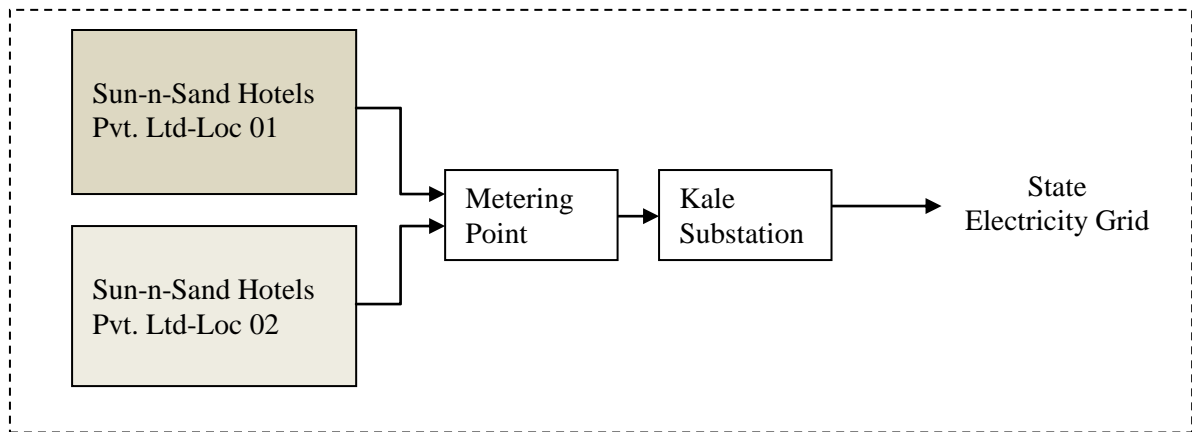 Sun-n-Sand Hotels
Pvt. Ltd-Loc 01
Sun-n-Sand Hotels
Pvt. Ltd-Loc 02
Metering
Point
Kale
Substation
State
Electricity Grid